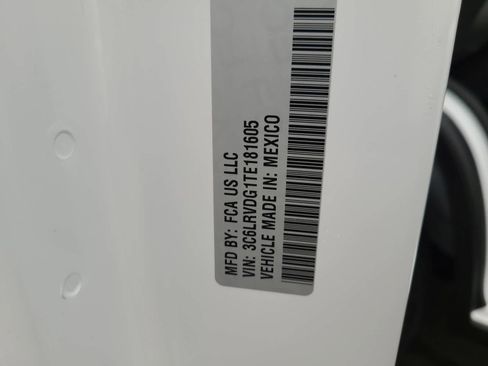 MFD BY: FCA US LLC
VIN: 3C6LRVDG1TE181605
VEHICLE MADE IN: MEXICO